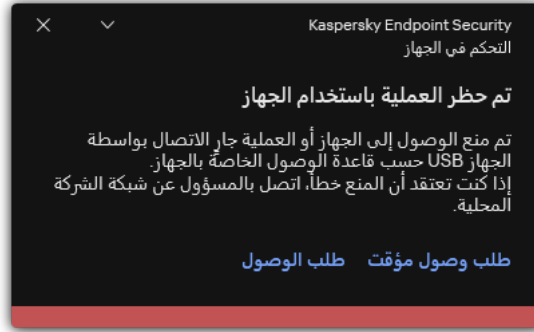 Kaspersky Endpoint Security
التحكم في الجهاز
تم حظر العملية باستخدام الجهاز
تم منع الوصول إلى الجهاز أو العملية جارٍ الاتصال بواسطة
الجهاز USB حسب قاعدة الوصول الخاصة بالجهاز.
إذا كنت تعتقد أن المنع خطأ، اتصل بالمسؤول عن شبكة الشركة
المحلية.
طلب وصول مؤقت طلب الوصول